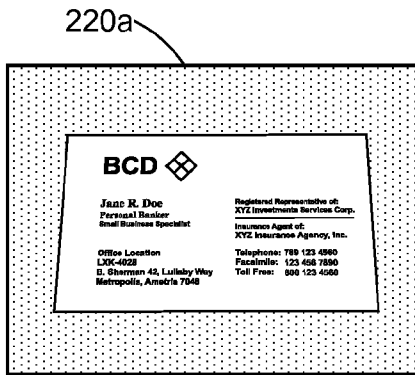 220a
BCD
Jane R. Doe
Personal Banker
Small Business Specialist
Registered Representative of:
XYZ Investments Services Corp.
Insurance Agent of:
XYZ Insurance Agency, Inc.
Office Location
LXK-4028
B. Sherman 42, Lullaby Way
Metropolis, Ametria 7046
Telephone: 789 123 4560
Facsimile: 123 456 7890
Toll Free: 800 123 4560